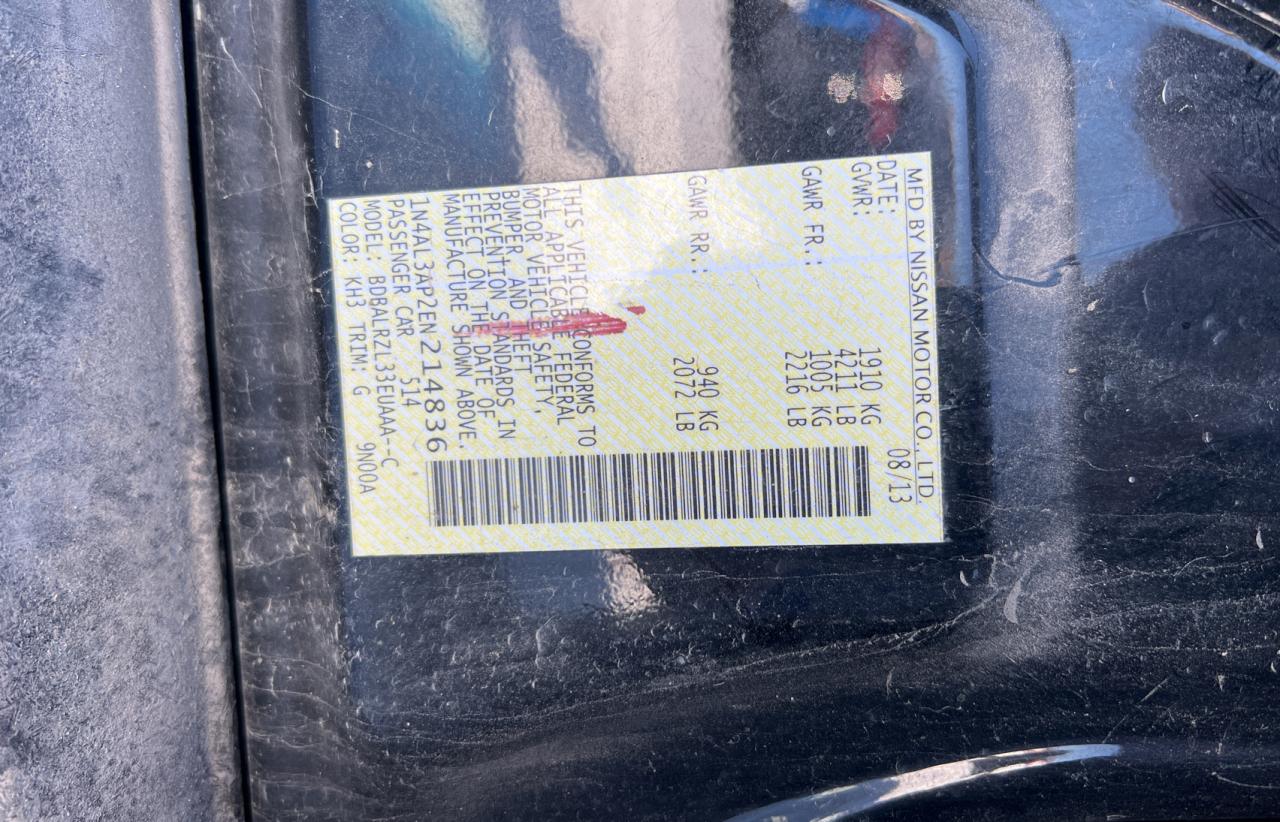 MFD BY NISSAN MOTOR CO., LTD.
DATE: 08/13
GVWR: 1910 KG
4211 LB
GAWR FR.: 1005 KG
2216 LB
GAWR RR.: 940 KG
2072 LB
THIS VEHICLE CONFORMS TO
ALL APPLICABLE FEDERAL
MOTOR VEHICLE SAFETY,
BUMPER, AND THEFT
PREVENTION STANDARDS IN
EFFECT ON THE DATE OF
MANUFACTURE SHOWN ABOVE.
1N4AL3AP2EN214836
PASSENGER CAR 514
MODEL: BDBALRZL33EUAAA--C
COLOR: KH3 TRIM: G 9N00A